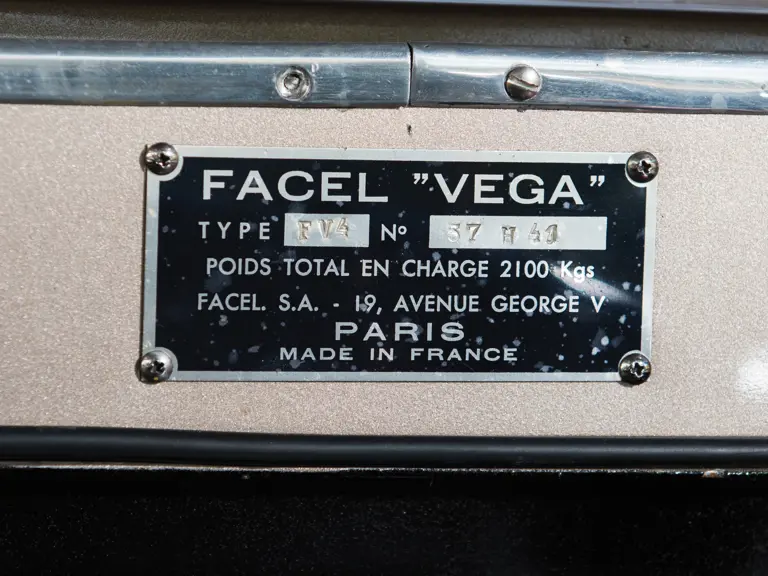 FACEL "VEGA"
TYPE FV4 Nº 57 H 41
POIDS TOTAL EN CHARGE 2100 Kgs
FACEL. S.A. - 19, AVENUE GEORGE V
PARIS
MADE IN FRANCE